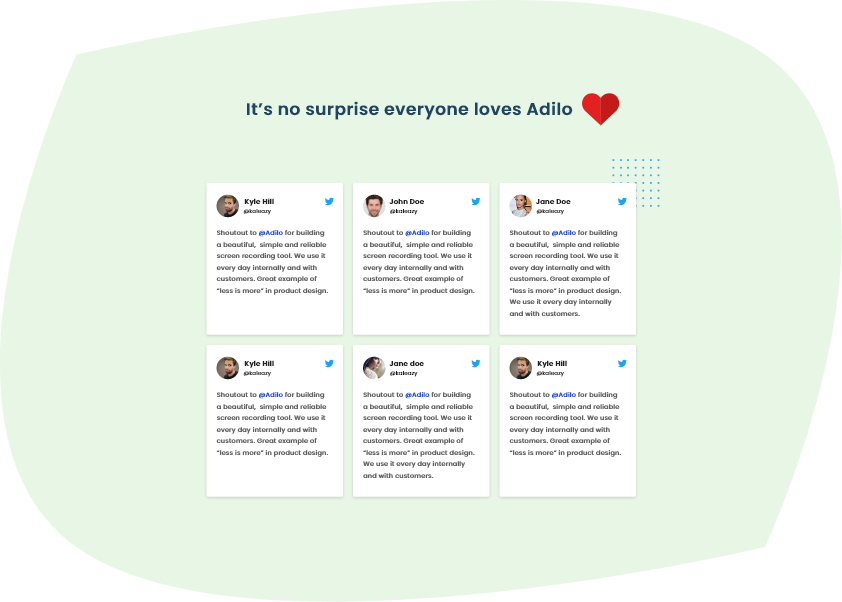 It's no surprise everyone loves Adilo
Kyle Hill
@kaleazy
Shoutout to @Adilo for building
a beautiful, simple and reliable
screen recording tool. We use it
every day internally and with
customers. Great example of
"less is more" in product design.
John Doe
@kaleazy
Shoutout to @Adilo for building
a beautiful, simple and reliable
screen recording tool. We use it
every day internally and with
customers. Great example of
"less is more" in product design.
Jane Doe
@kaleazy
Shoutout to @Adilo for building
a beautiful, simple and reliable
screen recording tool. We use it
every day internally and with
customers. Great example of
"less is more" in product design.
We use it every day internally
and with customers.
Kyle Hill
@kaleazy
Shoutout to @Adilo for building
a beautiful, simple and reliable
screen recording tool. We use it
every day internally and with
customers. Great example of
"less is more" in product design.
Jane doe
@kaleazy
Shoutout to @Adilo for building
a beautiful, simple and reliable
screen recording tool. We use it
every day internally and with
customers. Great example of
"less is more" in product design.
We use it every day internally
and with customers.
Kyle Hill
@kaleazy
Shoutout to @Adilo for building
a beautiful, simple and reliable
screen recording tool. We use it
every day internally and with
customers. Great example of
"less is more" in product design.